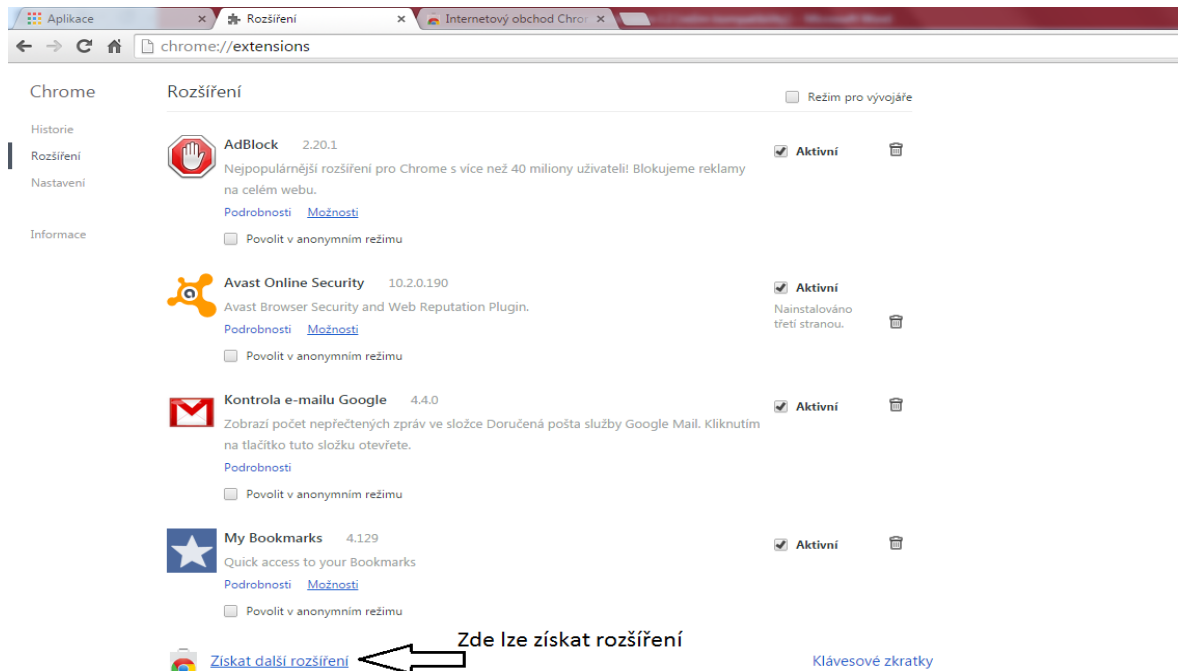 Aplikace
Rozšíření
Internetový obchod Chror
chrome://extensions
Chrome
Rozšíření
Režim pro vývojáře
Historie
Rozšíření
Nastavení
Informace
AdBlock 2.20.1
Aktivní
Nejpopulárnější rozšíření pro Chrome s více než 40 miliony uživateli! Blokujeme reklamy
na celém webu.
Podrobnosti Možnosti
Povolit v anonymním režimu
Avast Online Security 10.2.0.190
Aktivní
Avast Browser Security and Web Reputation Plugin.
Nainstalováno
třetí stranou.
Podrobnosti Možnosti
Povolit v anonymním režimu
Kontrola e-mailu Google 4.4.0
Aktivní
Zobrazí počet nepřečtených zpráv ve složce Doručená pošta služby Google Mail. Kliknutím
na tlačítko tuto složku otevřete.
Podrobnosti
Povolit v anonymním režimu
My Bookmarks 4.129
Aktivní
Quick access to your Bookmarks
Podrobnosti Možnosti
Povolit v anonymním režimu
Zde lze získat rozšíření
Získat další rozšíření
Klávesové zkratky